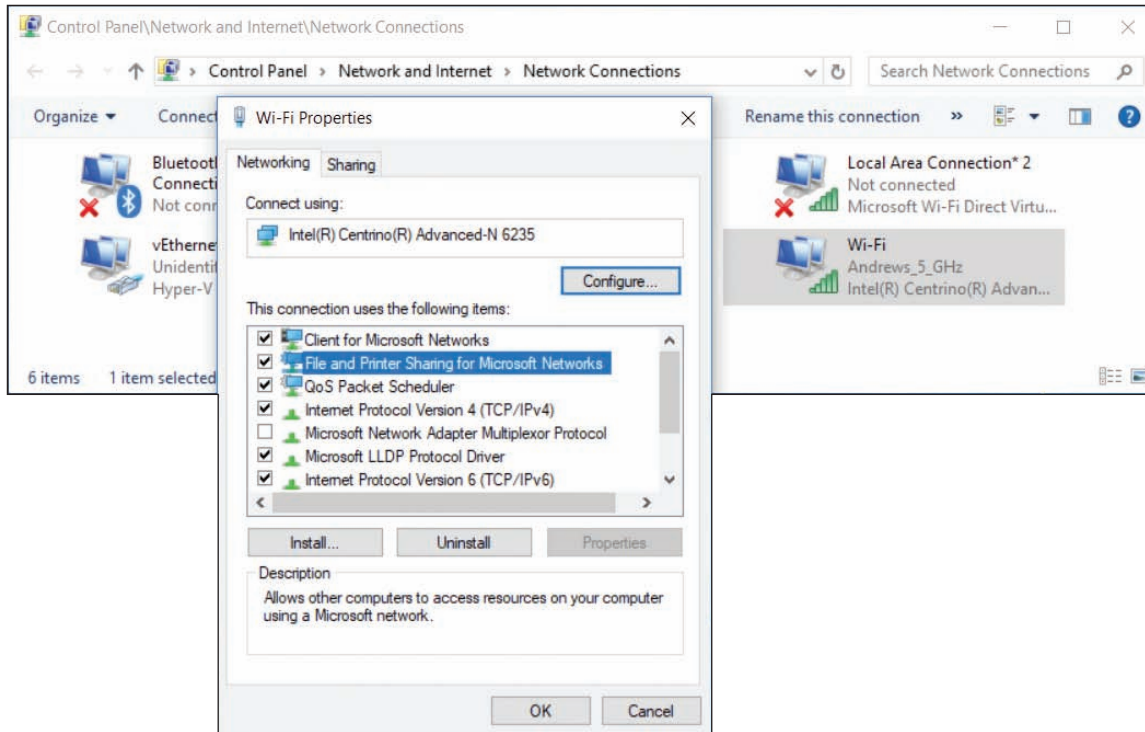 Control Panel\Network and Internet\Network Connections
Control Panel > Network and Internet > Network Connections
Search Network Connections
Organize
Connect
Rename this connection
»
Wi-Fi Properties
Networking
Sharing
Connect using:
Intel(R) Centrino(R) Advanced-N 6235
Configure...
This connection uses the following items:
Client for Microsoft Networks
File and Printer Sharing for Microsoft Networks
QoS Packet Scheduler
Internet Protocol Version 4 (TCP/IPv4)
Microsoft Network Adapter Multiplexor Protocol
Microsoft LLDP Protocol Driver
Internet Protocol Version 6 (TCP/IPv6)
Install...
Uninstall
Properties
Description
Allows other computers to access resources on your computer
using a Microsoft network.
OK
Cancel
Bluetoot
Connecti
Not conn
vEtherne
Unidentif
Hyper-V
Local Area Connection* 2
Not connected
Microsoft Wi-Fi Direct Virtu...
Wi-Fi
Andrews_5_GHz
Intel(R) Centrino(R) Advan...
6 items
1 item selected